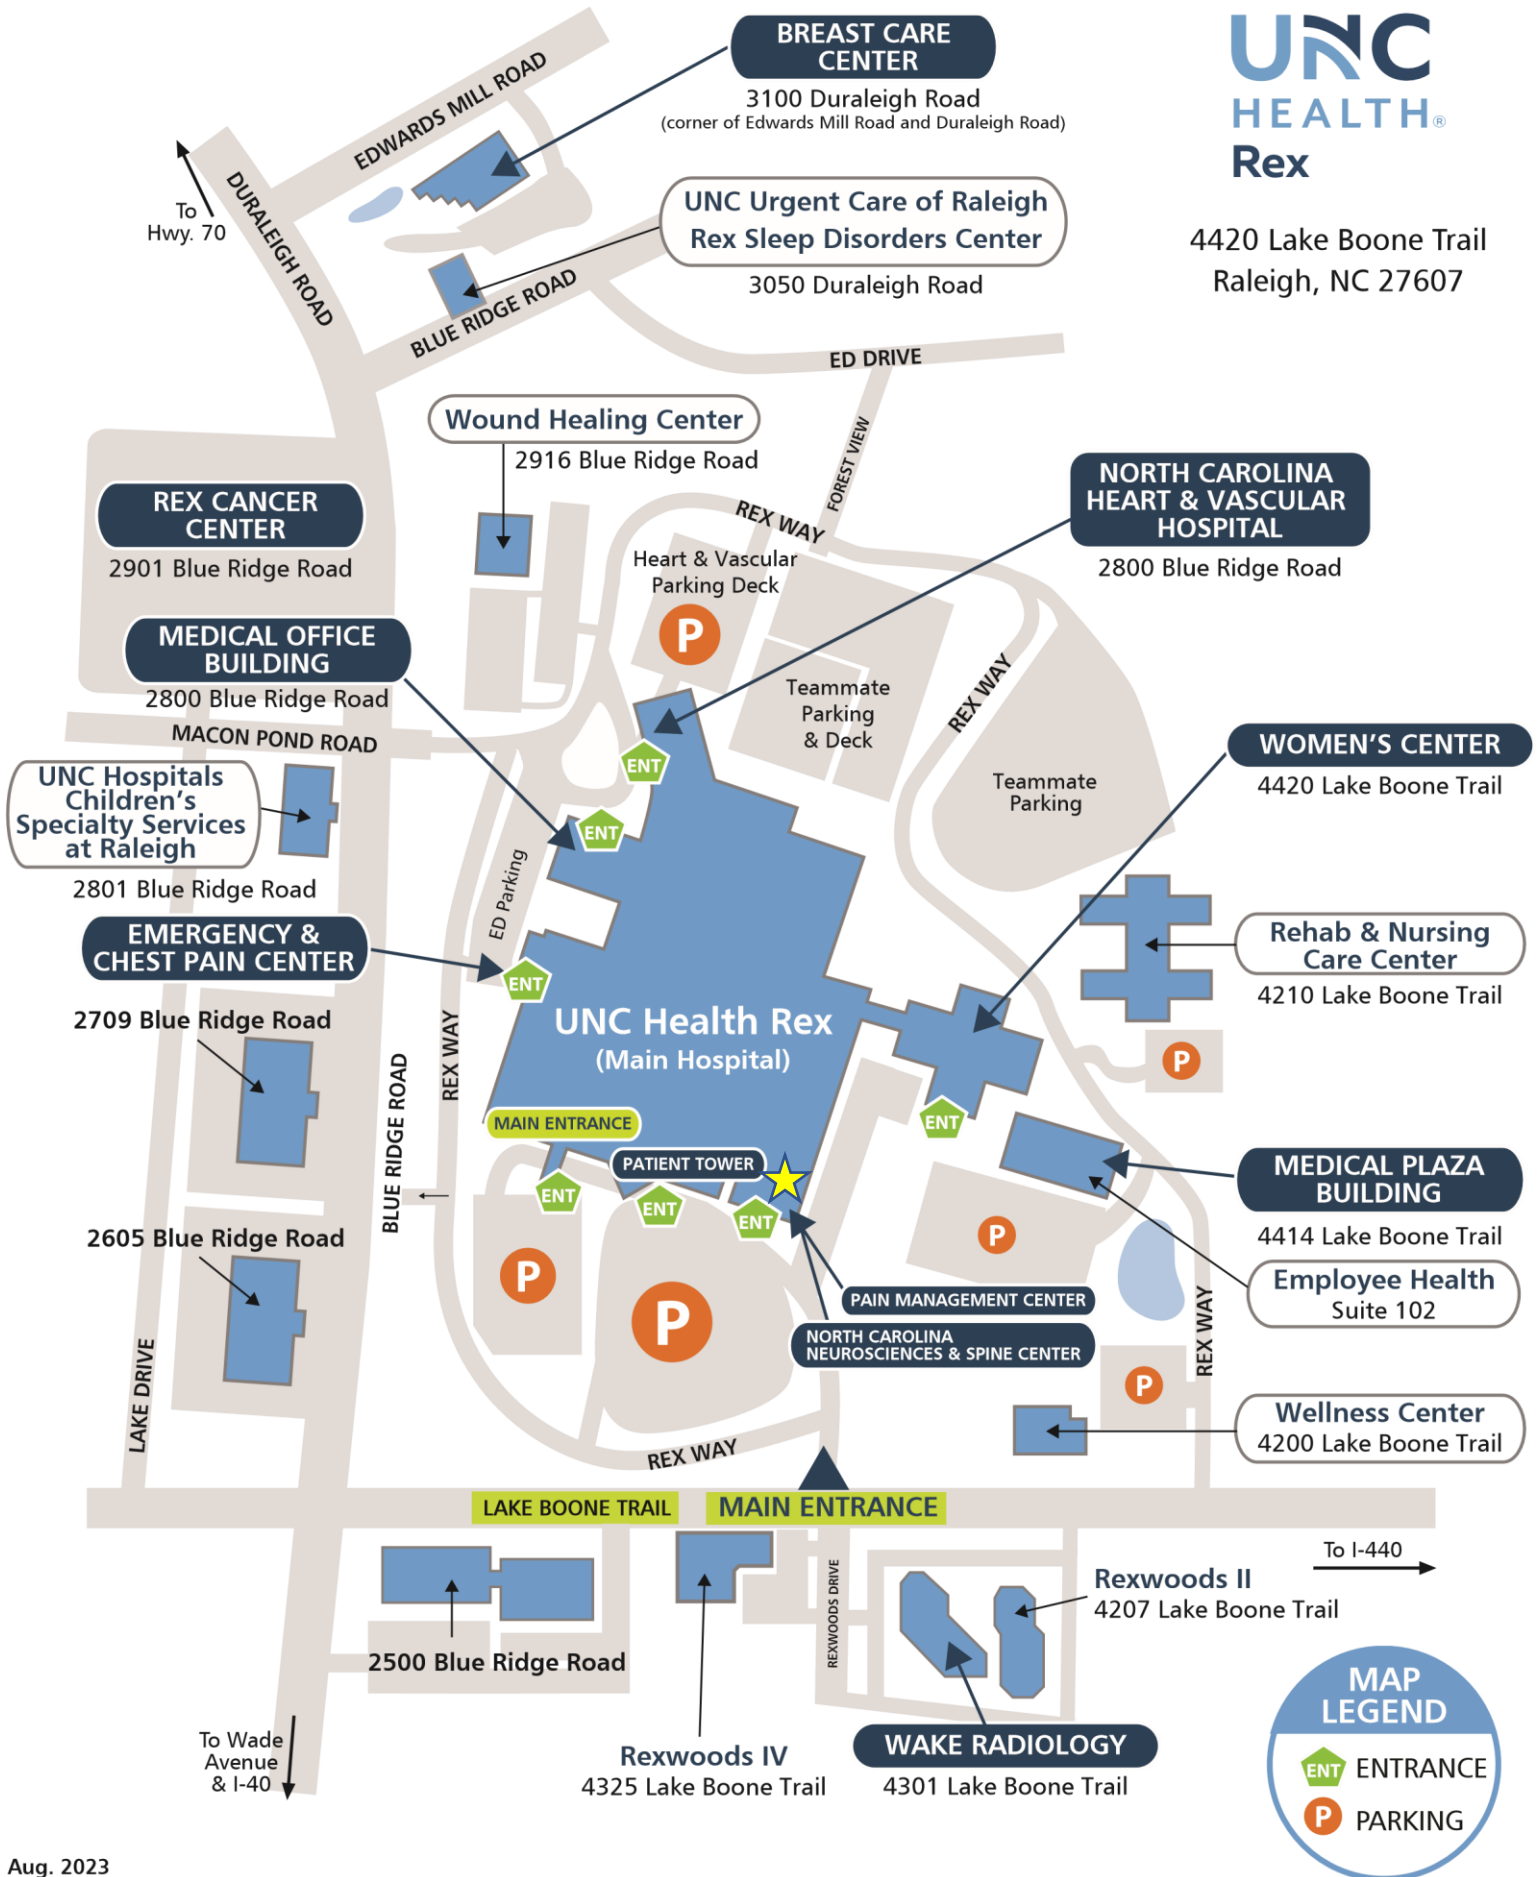 BREAST CARE
CENTER
3100 Duraleigh Road
(corner of Edwards Mill Road and Duraleigh Road)
UNC
HEALTH®
Rex
4420 Lake Boone Trail
Raleigh, NC 27607
EDWARDS MILL ROAD
To
Hwy. 70
DURALEIGH ROAD
UNC Urgent Care of Raleigh
Rex Sleep Disorders Center
3050 Duraleigh Road
BLUE RIDGE ROAD
ED DRIVE
FOREST VIEW
Wound Healing Center
2916 Blue Ridge Road
REX CANCER
CENTER
2901 Blue Ridge Road
REX WAY
Heart & Vascular
Parking Deck
P
NORTH CAROLINA
HEART & VASCULAR
HOSPITAL
2800 Blue Ridge Road
MEDICAL OFFICE
BUILDING
2800 Blue Ridge Road
MACON POND ROAD
Teammate
Parking
& Deck
REX WAY
Teammate
Parking
WOMEN'S CENTER
4420 Lake Boone Trail
UNC Hospitals
Children's
Specialty Services
at Raleigh
2801 Blue Ridge Road
ENT
ENT
ED Parking
EMERGENCY &
CHEST PAIN CENTER
ENT
Rehab & Nursing
Care Center
4210 Lake Boone Trail
P
2709 Blue Ridge Road
UNC Health Rex
(Main Hospital)
REX WAY
BLUE RIDGE ROAD
MAIN ENTRANCE
PATIENT TOWER
ENT
ENT
ENT
ENT
MEDICAL PLAZA
BUILDING
4414 Lake Boone Trail
Employee Health
Suite 102
2605 Blue Ridge Road
P
P
P
PAIN MANAGEMENT CENTER
NORTH CAROLINA
NEUROSCIENCES & SPINE CENTER
REX WAY
P
LAKE DRIVE
Wellness Center
4200 Lake Boone Trail
REX WAY
LAKE BOONE TRAIL
MAIN ENTRANCE
To I-440
REXWOODS DRIVE
Rexwoods II
4207 Lake Boone Trail
2500 Blue Ridge Road
To Wade
Avenue
& I-40
Rexwoods IV
4325 Lake Boone Trail
WAKE RADIOLOGY
4301 Lake Boone Trail
MAP
LEGEND
ENT ENTRANCE
P PARKING
Aug. 2023